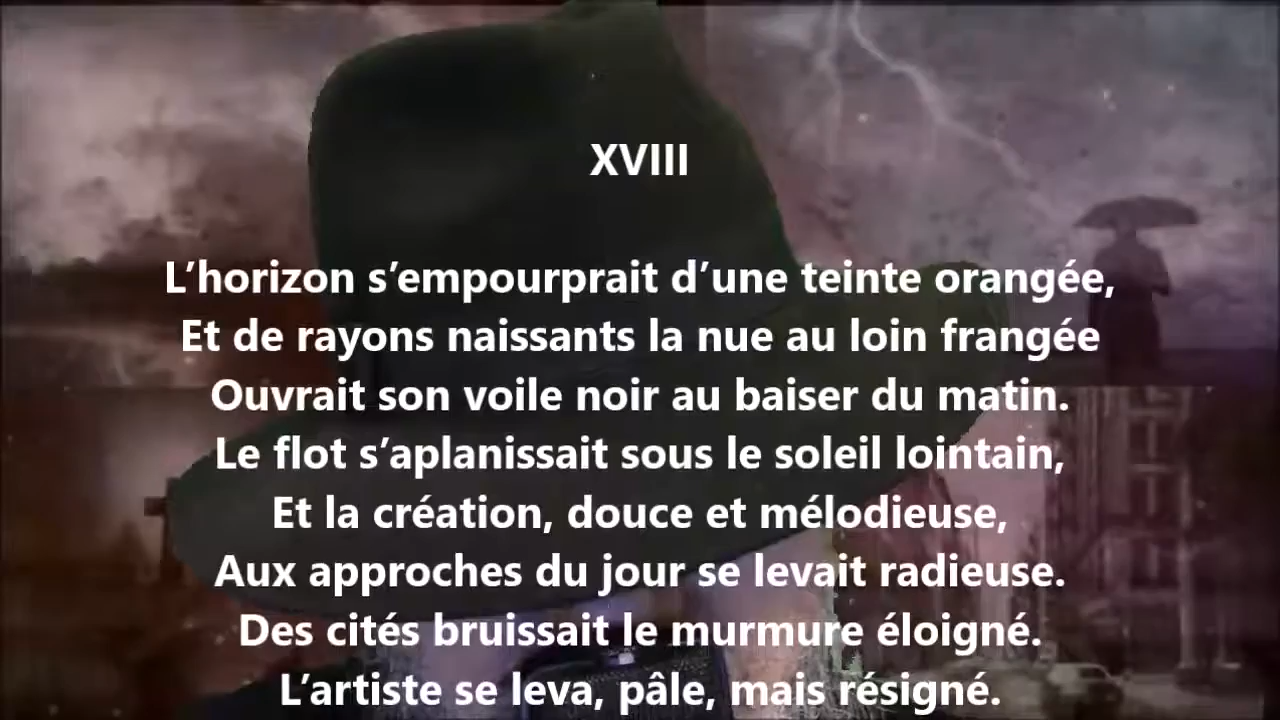 XVIII
L’horizon s’empourprait d’une teinte orangée,
Et de rayons naissants la nue au loin frangée
Ouvrait son voile noir au baiser du matin.
Le flot s’aplanissait sous le soleil lointain,
Et la création, douce et mélodieuse,
Aux approches du jour se levait radieuse.
Des cités bruissait le murmure éloigné.
L’artiste se leva, pâle, mais résigné.